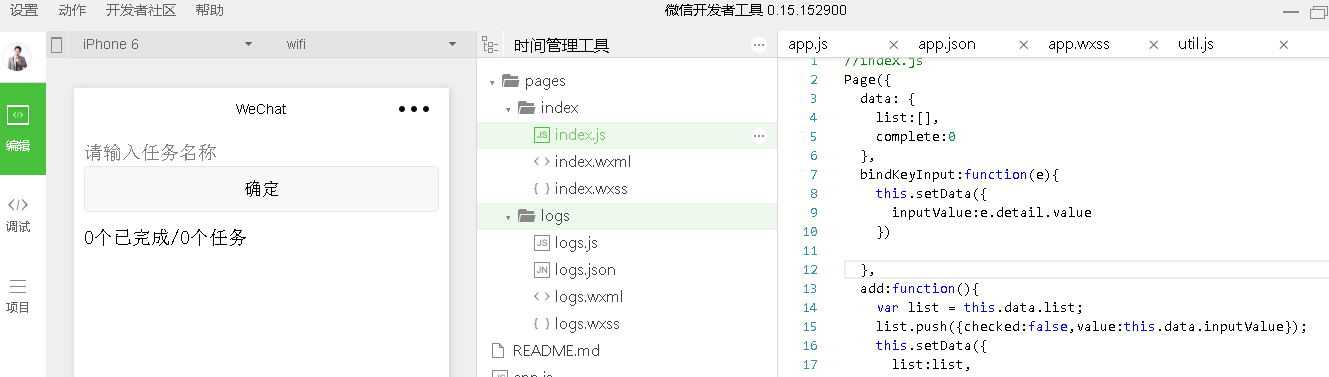 设置 动作 开发者社区 帮助 微信开发者工具 0.15.152900
iPhone 6 wifi
时间管理工具
app.js app.json app.wxss util.js
编辑
调试
项目
WeChat
请输入任务名称
确定
0个已完成/0个任务
pages
index
JS index.js
index.wxml
index.wxss
logs
JS logs.js
JN logs.json
logs.wxml
logs.wxss
README.md
app.js
1 //index.js
2 Page({
3 data: {
4 list:[],
5 complete:0
6 },
7 bindKeyInput:function(e){
8 this.setData({
9 inputValue:e.detail.value
10 })
11
12 },
13 add:function(){
14 var list = this.data.list;
15 list.push({checked:false,value:this.data.inputValue});
16 this.setData({
17 list:list,